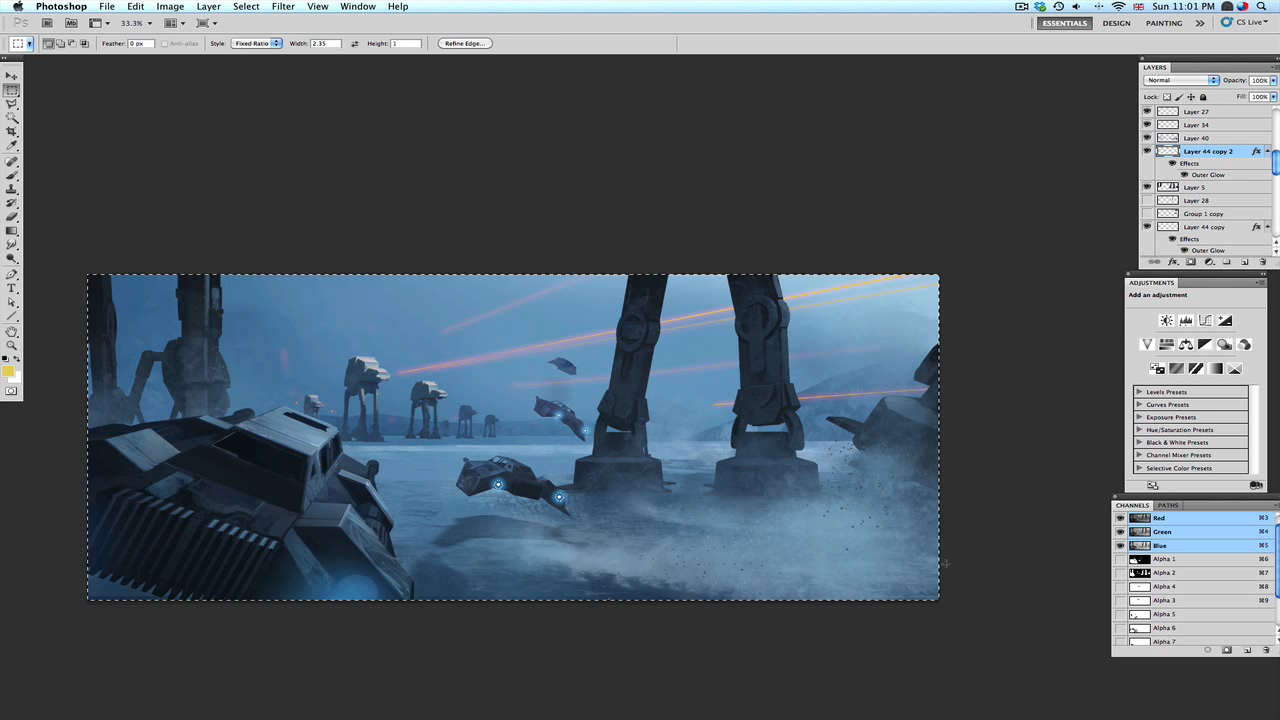 Photoshop File Edit Image Layer Select Filter View Window Help Sun 11:01 PM
Ps Br Mb 33.3% ESSENTIALS DESIGN PAINTING CS Live
Feather: 0 px Anti-alias Style: Fixed Ratio Width: 2.35 Height: 1 Refine Edge...
LAYERS
Normal Opacity: 100%
Lock: Fill: 100%
Layer 27
Layer 34
Layer 40
Layer 44 copy 2 fx
Effects
Outer Glow
Layer 5
Layer 28
Group 1 copy
Layer 44 copy fx
Effects
Outer Glow
fx
ADJUSTMENTS
Add an adjustment
Levels Presets
Curves Presets
Exposure Presets
Hue/Saturation Presets
Black & White Presets
Channel Mixer Presets
Selective Color Presets
CHANNELS PATHS
Red ⌘3
Green ⌘4
Blue ⌘5
Alpha 1 ⌘6
Alpha 2 ⌘7
Alpha 4 ⌘8
Alpha 3 ⌘9
Alpha 5
Alpha 6
Alpha 7